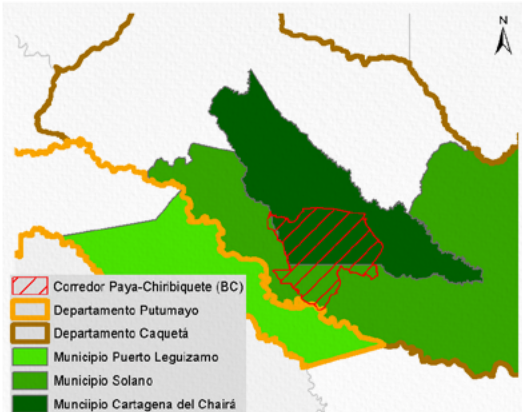 N
Corredor Paya-Chiribiquete (BC)
Departamento Putumayo
Departamento Caquetá
Municipio Puerto Leguizamo
Municipio Solano
Munciipio Cartagena del Chairá